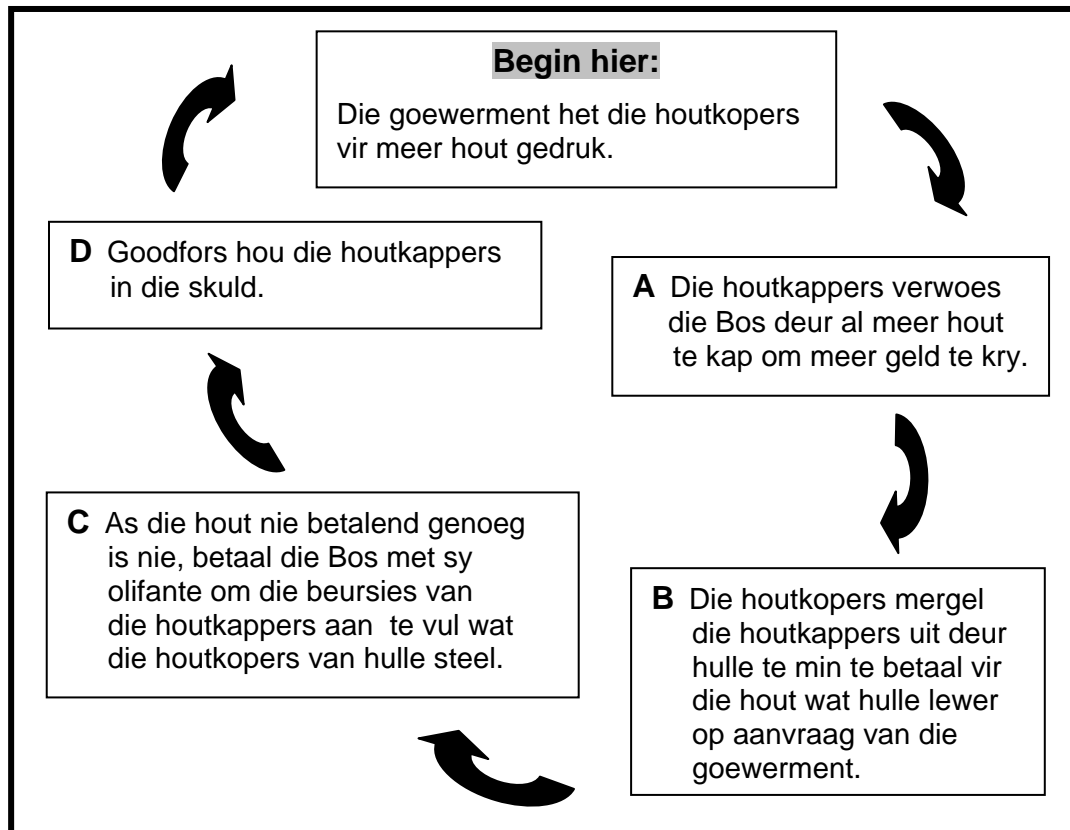 Begin hier:
Die goewerment het die houtkopers
vir meer hout gedruk.
A Die houtkappers verwoes
die Bos deur al meer hout
te kap om meer geld te kry.
B Die houtkopers mergel
die houtkappers uit deur
hulle te min te betaal vir
die hout wat hulle lewer
op aanvraag van die
goewerment.
C As die hout nie betalend genoeg
is nie, betaal die Bos met sy
olifante om die beursies van
die houtkappers aan te vul wat
die houtkopers van hulle steel.
D Goodfors hou die houtkappers
in die skuld.